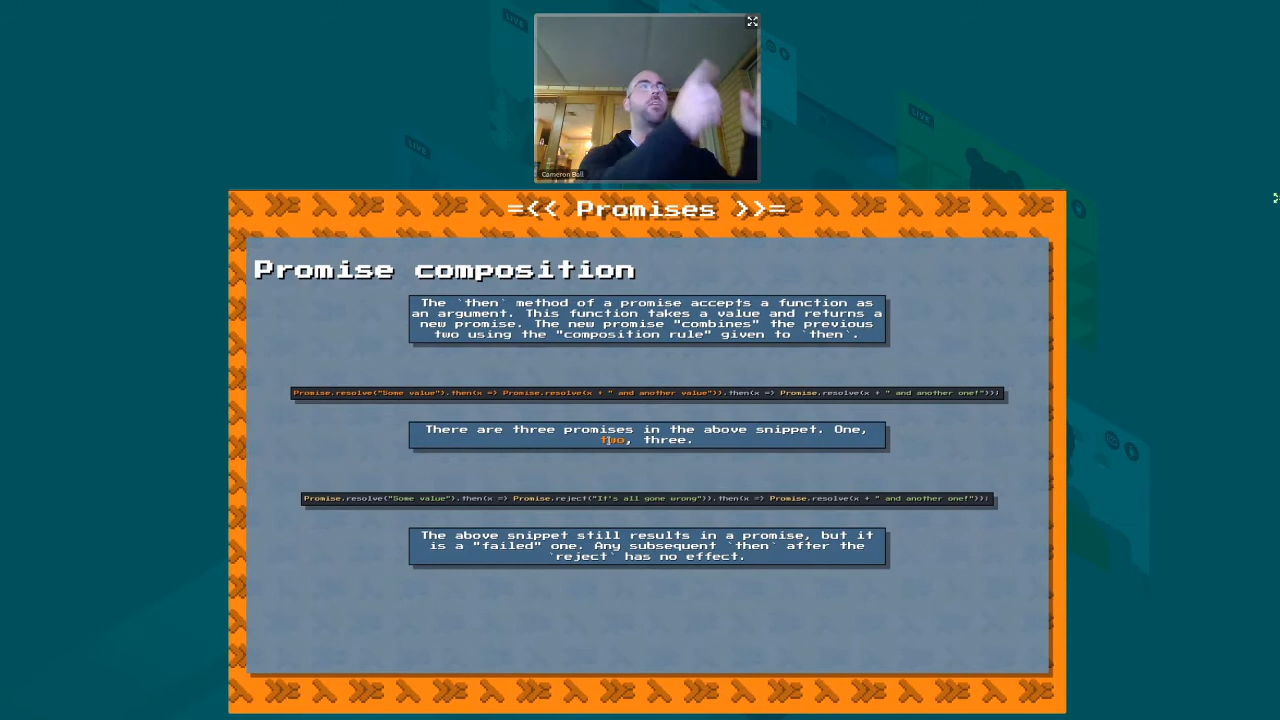 LIVE
LIVE
LIVE
Cameron Ball
=<< Promises >>=
Promise composition
The `then` method of a promise accepts a function as
an argument. This function takes a value and returns a
new promise. The new promise "combines" the previous
two using the "composition rule" given to `then`.
Promise.resolve("Some value").then(x => Promise.resolve(x + " and another value")).then(x => Promise.resolve(x + " and another one!"));
There are three promises in the above snippet. One,
two, three.
Promise.resolve("Some value").then(x => Promise.reject("It's all gone wrong")).then(x => Promise.resolve(x + " and another one!"));
The above snippet still results in a promise, but it
is a "failed" one. Any subsequent `then` after the
`reject` has no effect.